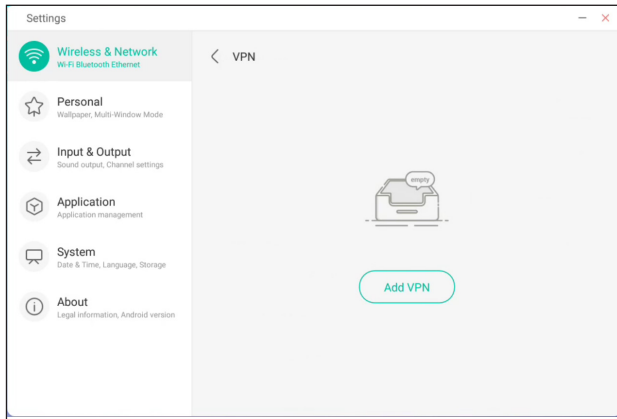 Settings
Wireless & Network
Wi-Fi Bluetooth Ethernet
Personal
Wallpaper, Multi-Window Mode
Input & Output
Sound output, Channel settings
Application
Application management
System
Date & Time, Language, Storage
About
Legal information, Android version
VPN
empty
Add VPN